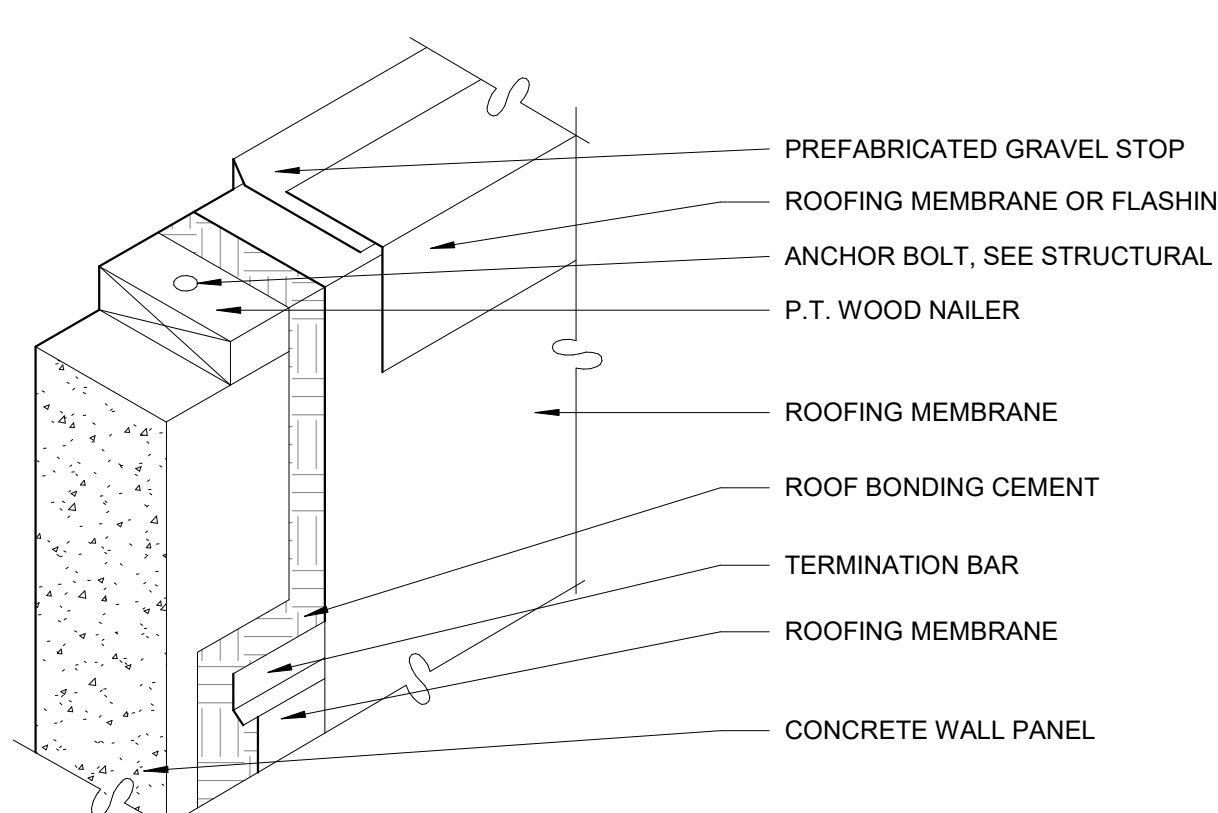 PREFABRICATED GRAVEL STOP
ROOFING MEMBRANE OR FLASHIN
ANCHOR BOLT, SEE STRUCTURAL
P.T. WOOD NAILER
ROOFING MEMBRANE
ROOF BONDING CEMENT
TERMINATION BAR
ROOFING MEMBRANE
CONCRETE WALL PANEL